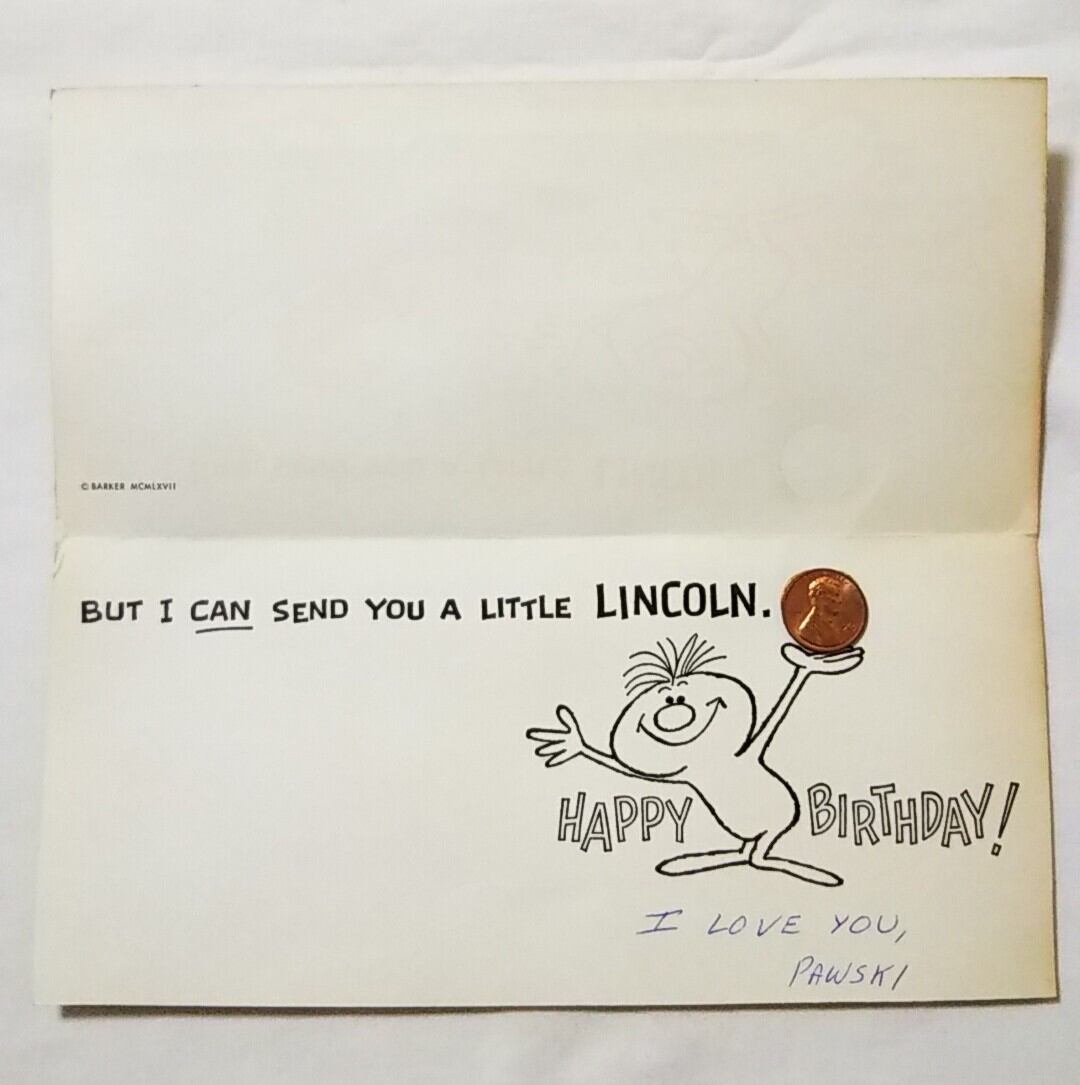 © BARKER MCMLXVII
BUT I CAN SEND YOU A LITTLE LINCOLN.
HAPPY BIRTHDAY!
I LOVE YOU,
PAWSKI